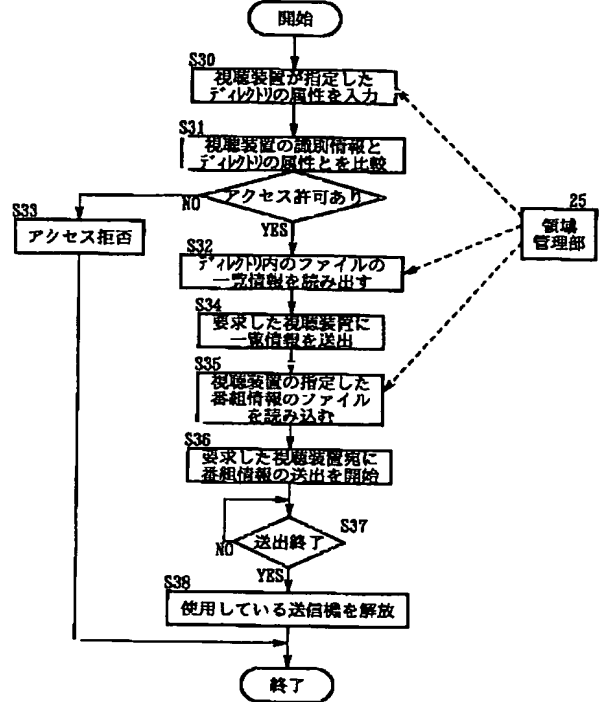 開始
S30
視聴装置が指定した
ディレクトリの属性を入力
S31
視聴装置の識別情報と
ディレクトリの属性とを比較
アクセス許可あり
NO
YES
S33
アクセス拒否
25
領域
管理部
S32
ディレクトリ内のファイルの
一覧情報を読み出す
S34
要求した視聴装置に
一覧情報を送出
S35
視聴装置の指定した
番組情報のファイル
を読み込む
S36
要求した視聴装置宛に
番組情報の送出を開始
S37
送出終了
NO
YES
S38
使用している送信機を解放
終了